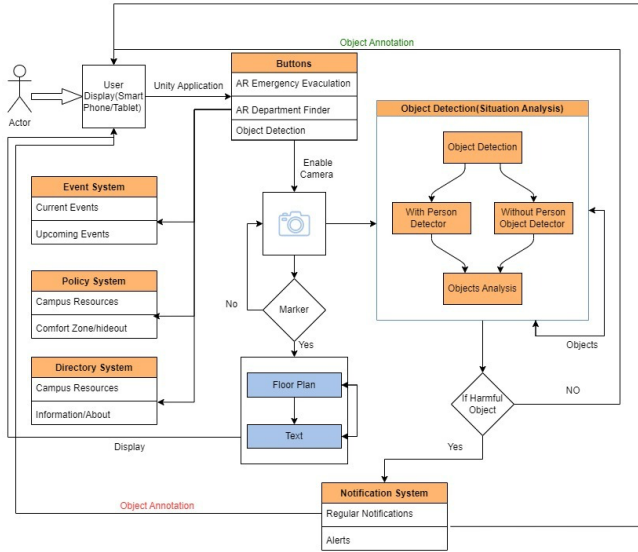 Object Annotation
Buttons
AR Emergency Evaculation
AR Department Finder
Object Detection
User
Display(Smart
Phone/Tablet)
Unity Application
Actor
Enable
Camera
Object Detection(Situation Analysis)
Object Detection
With Person
Detector
Without Person
Object Detector
Objects Analysis
Objects
Event System
Current Events
Upcoming Events
Policy System
Campus Resources
Comfort Zone/hideout
Directory System
Campus Resources
Information/About
No
Marker
Yes
Floor Plan
Text
Display
If Harmful
Object
NO
Yes
Object Annotation
Notification System
Regular Notifications
Alerts